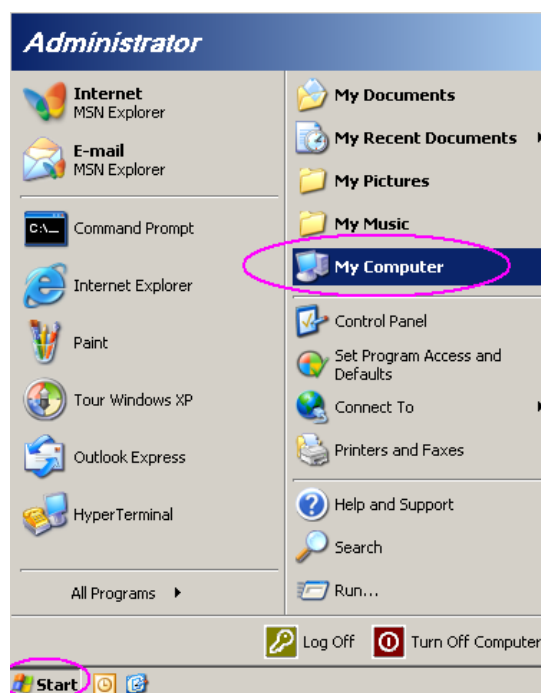 Administrator
Internet
MSN Explorer
E-mail
MSN Explorer
C:\_
Command Prompt
Internet Explorer
Paint
Tour Windows XP
Outlook Express
HyperTerminal
All Programs
My Documents
My Recent Documents
My Pictures
My Music
My Computer
Control Panel
Set Program Access and
Defaults
Connect To
Printers and Faxes
Help and Support
Search
Run...
Log Off
Turn Off Computer
Start